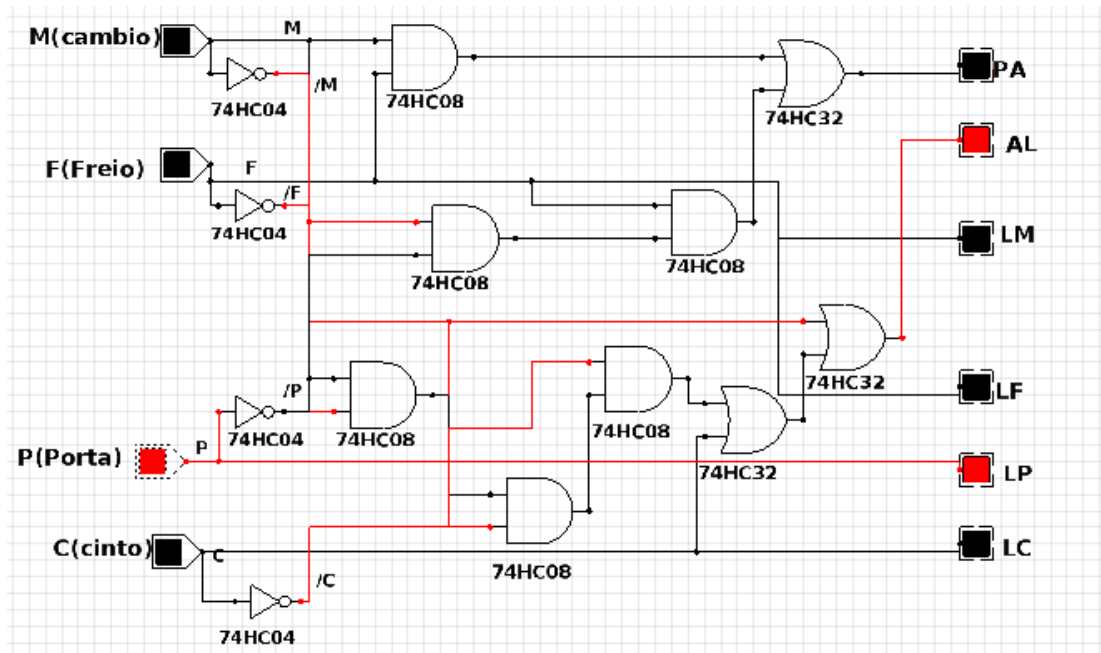 M(cambio)
M
/M
74HC04
74HC08
74HC32
PA
AL
F(Freio)
F
/F
74HC04
74HC08
74HC08
LM
74HC32
LF
/P
74HC04
74HC08
74HC08
P(Porta)
P
74HC32
LP
C(cinto)
C
74HC08
LC
/C
74HC04